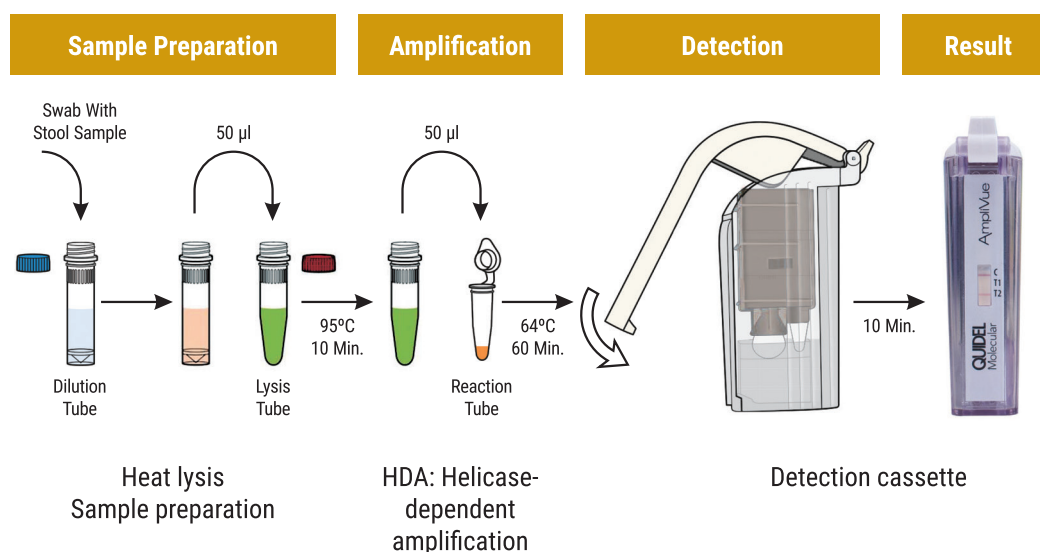 Sample Preparation
Amplification
Detection
Result
Swab With
Stool Sample
50 µl
50 µl
95ºC
10 Min.
64ºC
60 Min.
10 Min.
Dilution
Tube
Lysis
Tube
Reaction
Tube
AmpliVue
C
T1
T2
QUIDEL
Molecular
Heat lysis
Sample preparation
HDA: Helicase-
dependent
amplification
Detection cassette